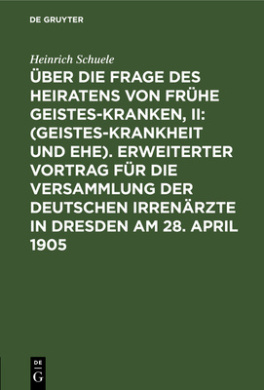 DE GRUYTER
Heinrich Schuele
ÜBER DIE FRAGE DES
HEIRATENS VON FRÜHE
GEISTES-KRANKEN, II:
(GEISTES-KRANKHEIT
UND EHE). ERWEITERTER
VORTRAG FÜR DIE
VERSAMMLUNG DER
DEUTSCHEN IRRENÄRZTE
IN DRESDEN AM 28. APRIL
1905
DE
G